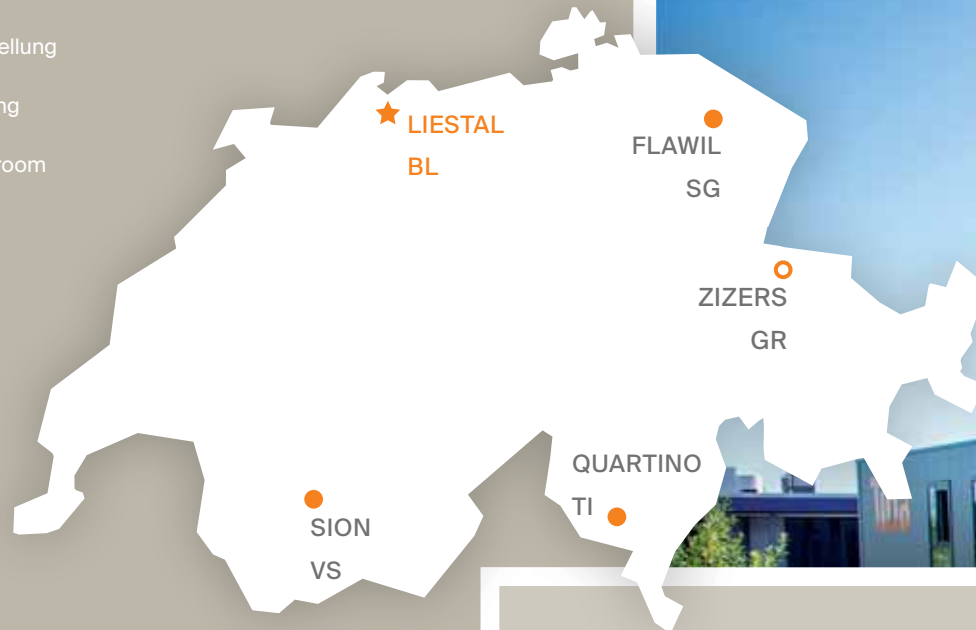 ellung
ng
room
LIESTAL
BL
FLAWIL
SG
ZIZERS
GR
QUARTINO
TI
SION
VS